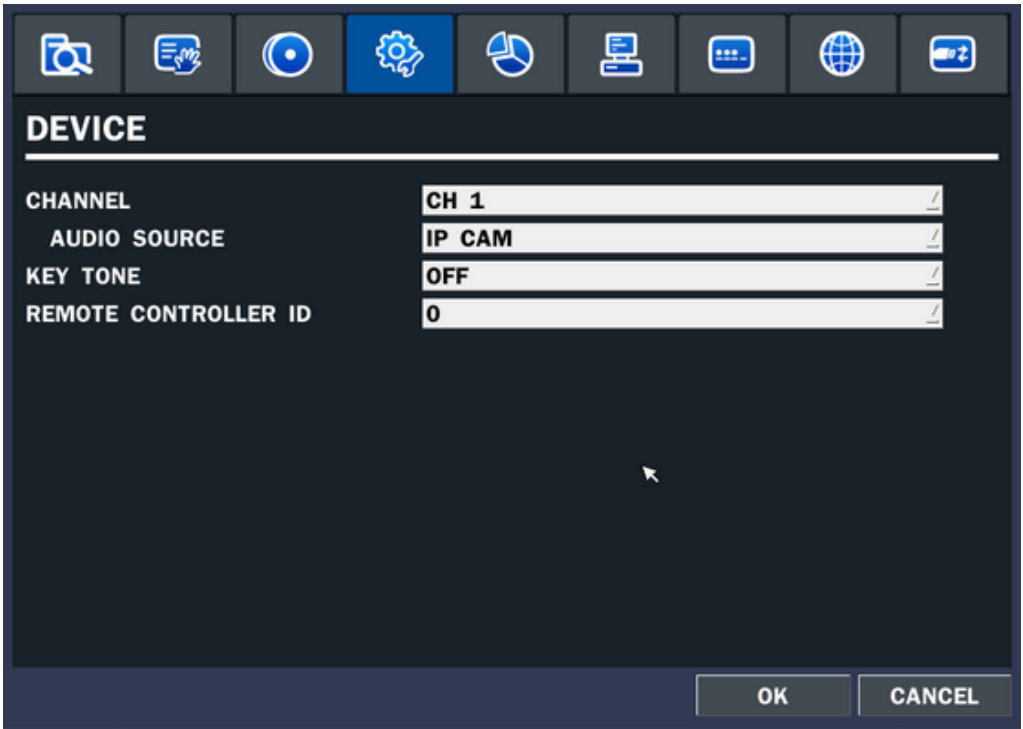 DEVICE
CHANNEL CH 1
AUDIO SOURCE IP CAM
KEY TONE OFF
REMOTE CONTROLLER ID 0
OK CANCEL